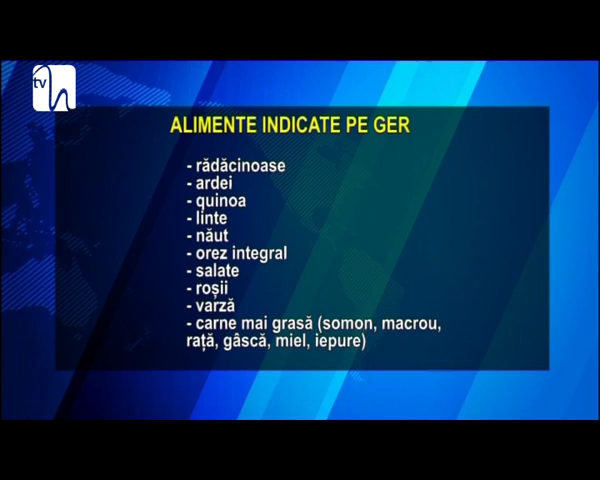 tv h
ALIMENTE INDICATE PE GER
- rădăcinoase
- ardei
- quinoa
- linte
- năut
- orez integral
- salate
- roșii
- varză
- carne mai grasă (somon, macrou,
rață, gâscă, miel, iepure)